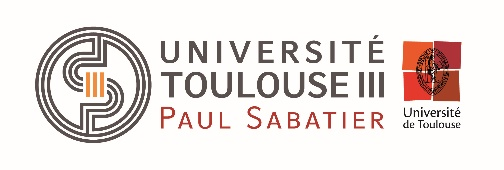 UNIVERSITÉ
TOULOUSE III
PAUL SABATIER
Université
de Toulouse